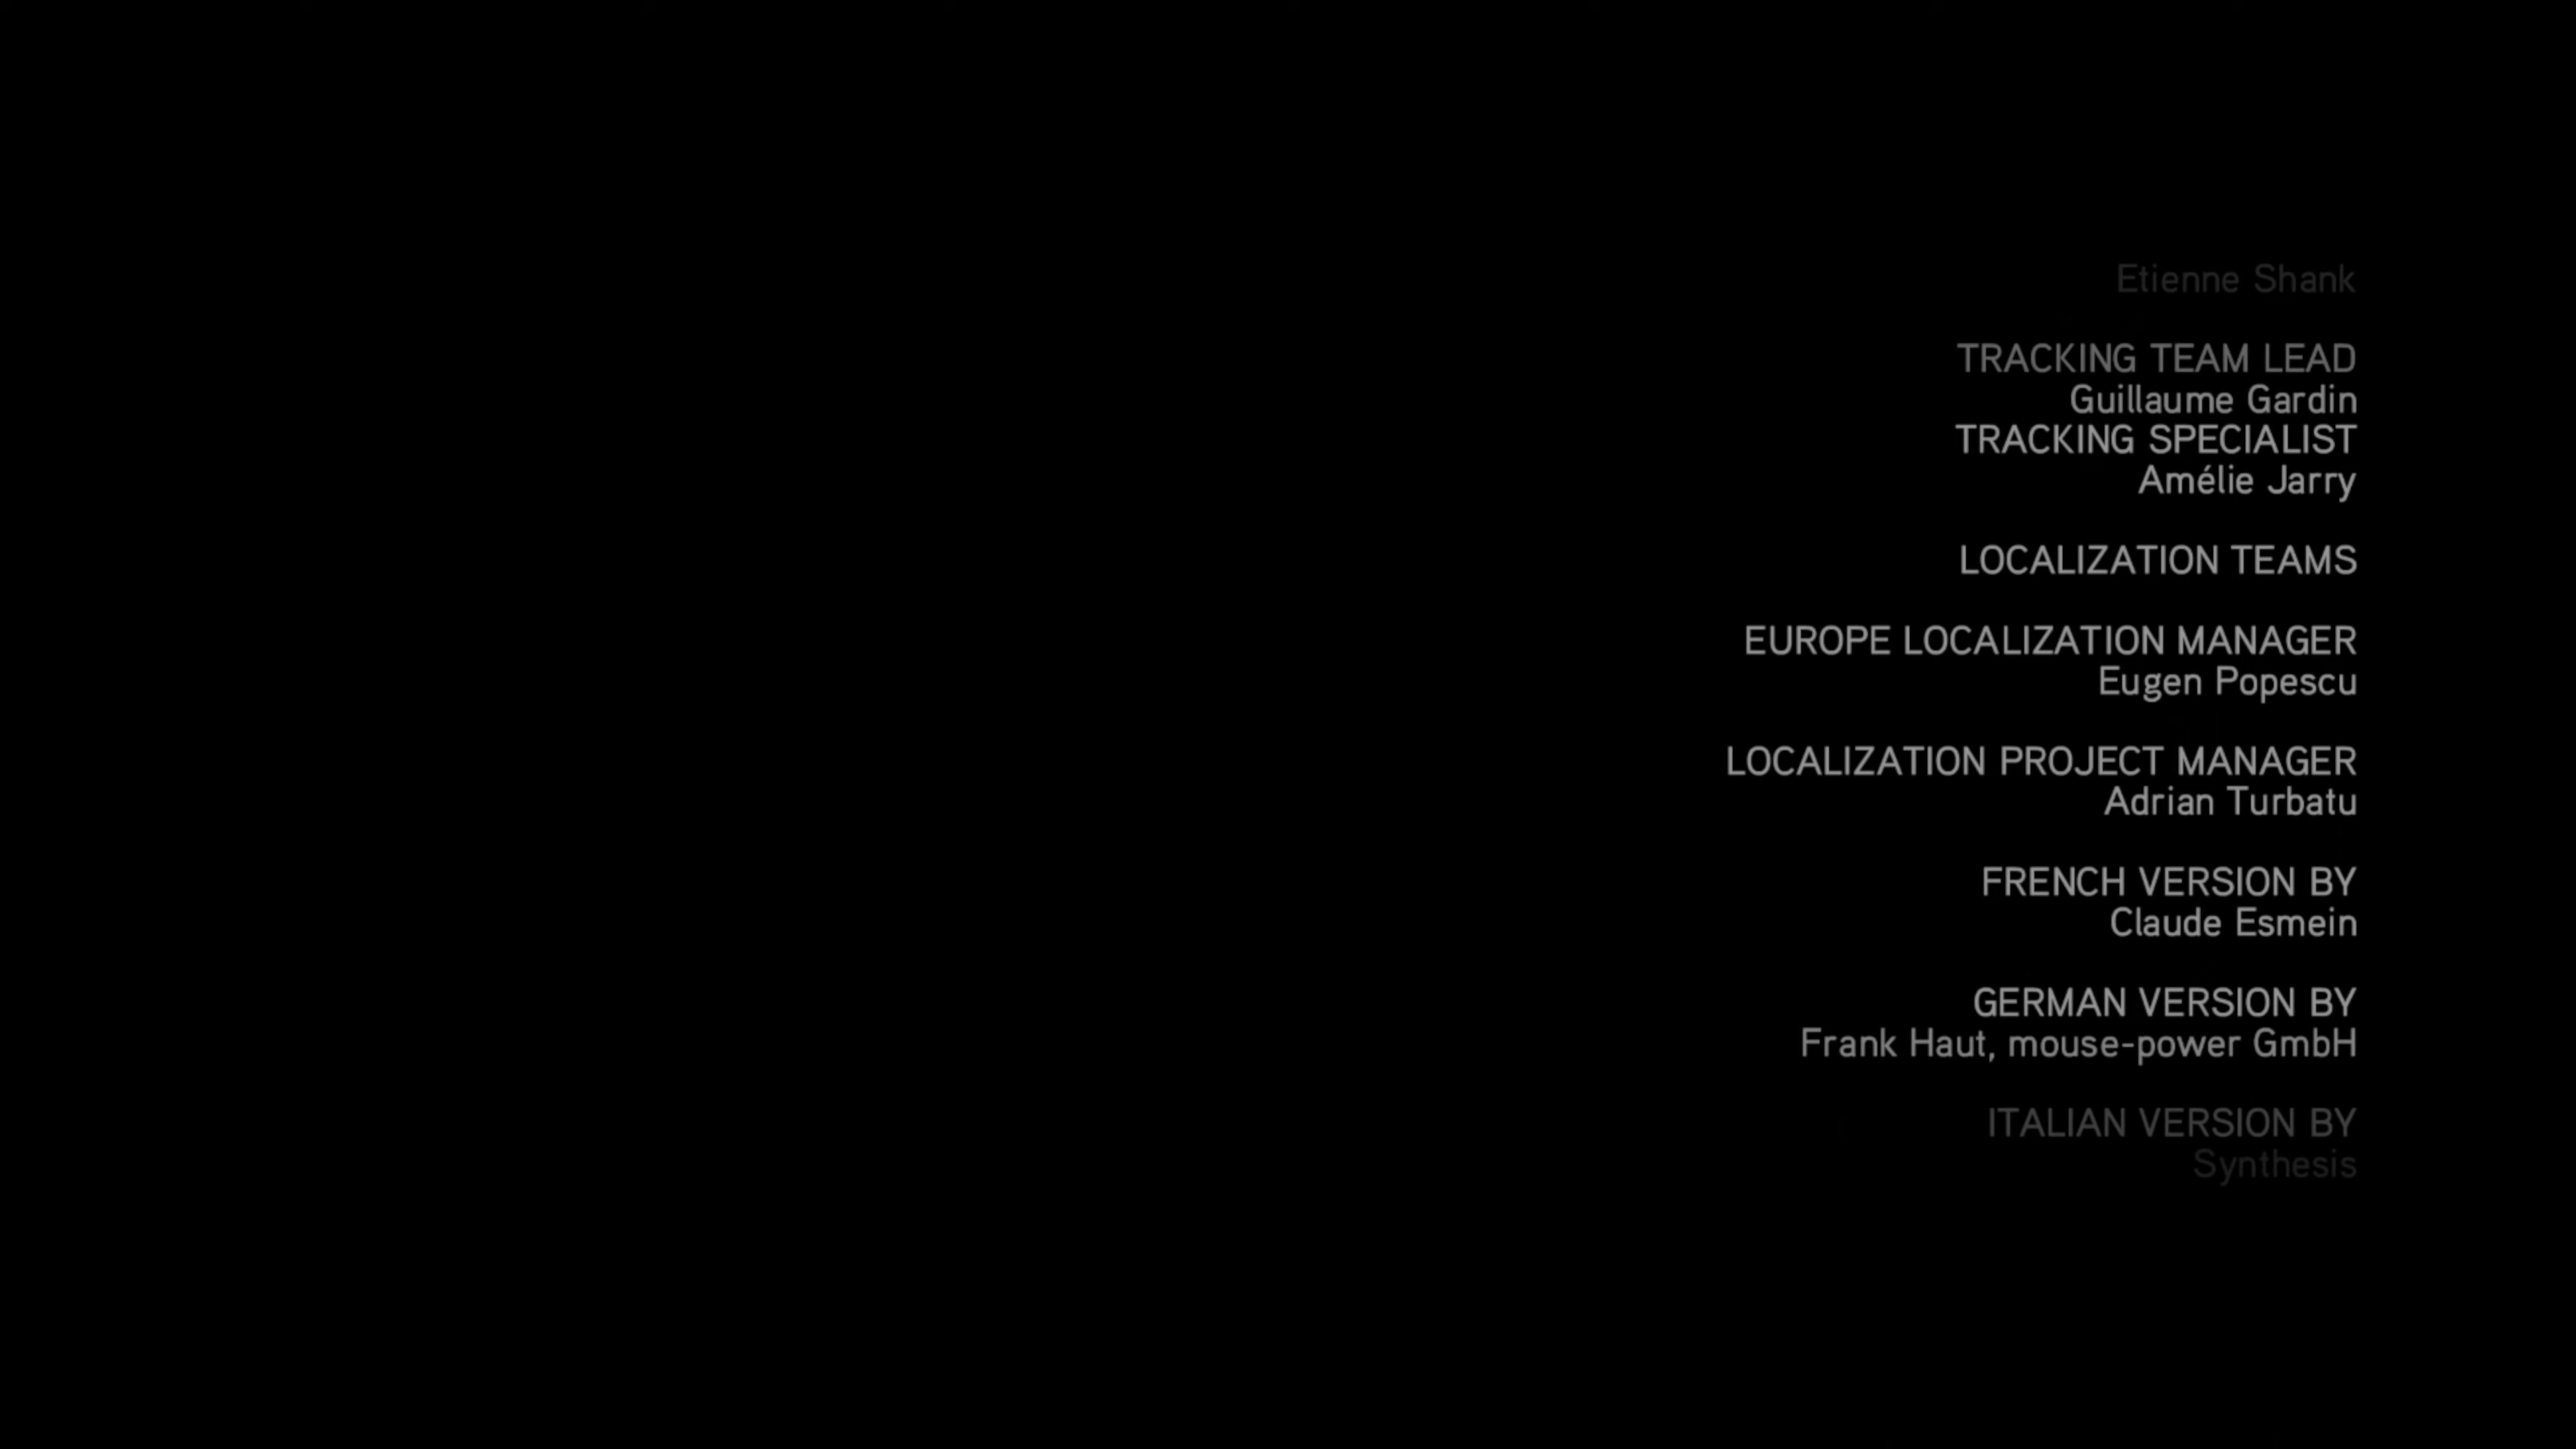 Etienne Shank
TRACKING TEAM LEAD
Guillaume Gardin
TRACKING SPECIALIST
Amélie Jarry
LOCALIZATION TEAMS
EUROPE LOCALIZATION MANAGER
Eugen Popescu
LOCALIZATION PROJECT MANAGER
Adrian Turbatu
FRENCH VERSION BY
Claude Esmein
GERMAN VERSION BY
Frank Haut, mouse-power GmbH
ITALIAN VERSION BY
Synthesis